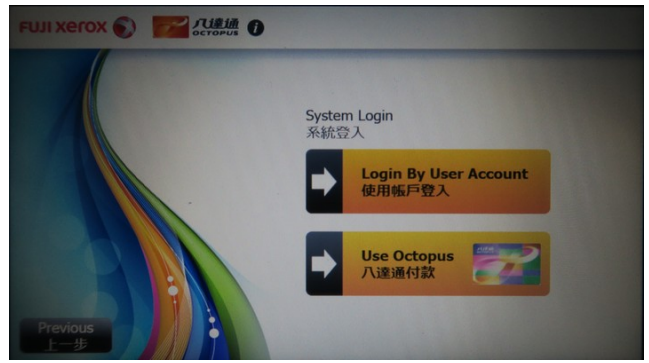 FUJI xerox 八達通
OCTOPUS
i
System Login
系統登入
Login By User Account
使用帳戶登入
Use Octopus
八達通付款
Previous
上一步